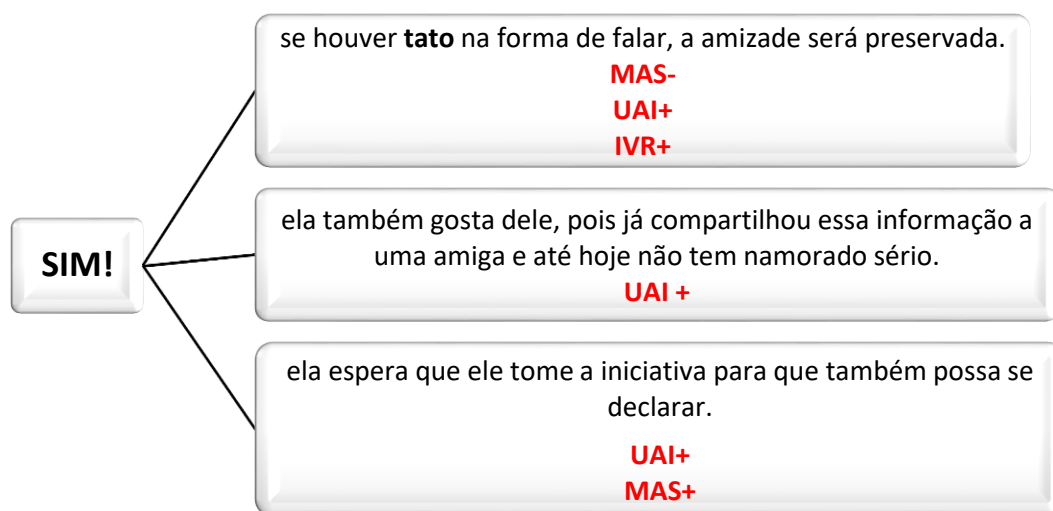 se houver tato na forma de falar, a amizade será preservada.
MAS-
UAI+
IVR+
SIM!
ela também gosta dele, pois já compartilhou essa informação a
uma amiga e até hoje não tem namorado sério.
UAI +
ela espera que ele tome a iniciativa para que também possa se
declarar.
UAI+
MAS+